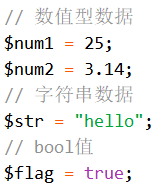 // 数值型数据
$num1 = 25;
$num2 = 3.14;
// 字符串数据
$str = "hello";
// bool值
$flag = true;